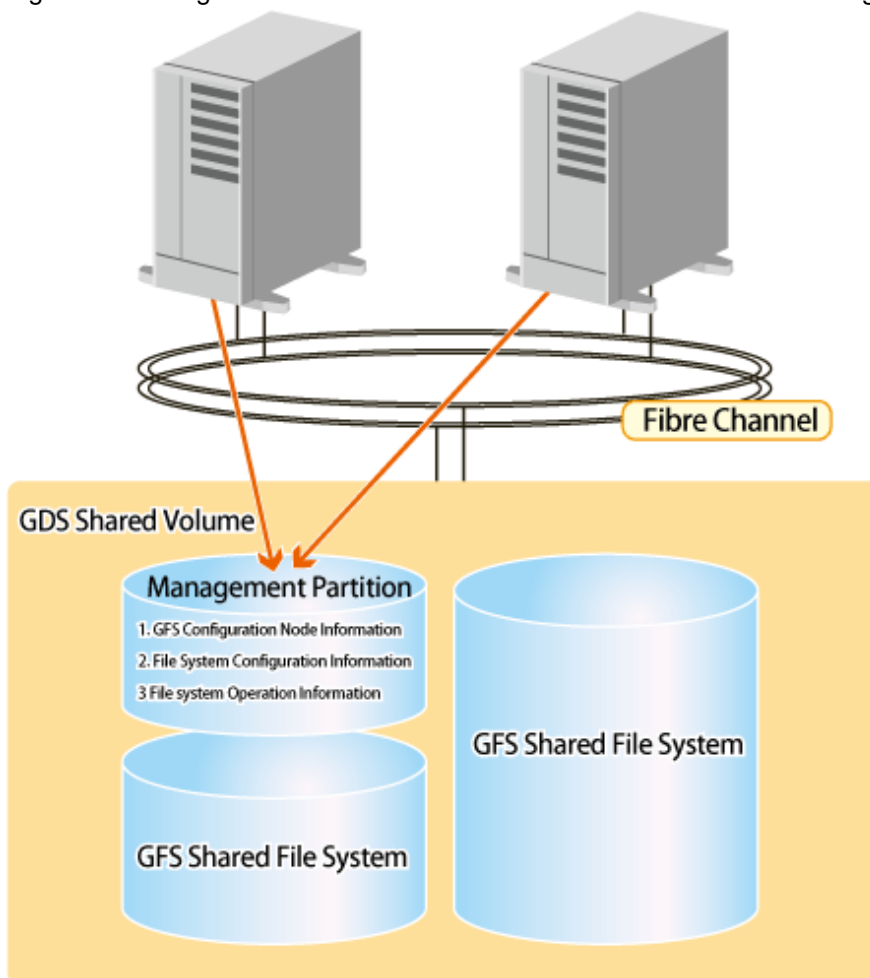 Fibre Channel
GDS Shared Volume
Management Partition
1. GFS Configuration Node Information
2. File System Configuration Information
3 File system Operation Information
GFS Shared File System
GFS Shared File System